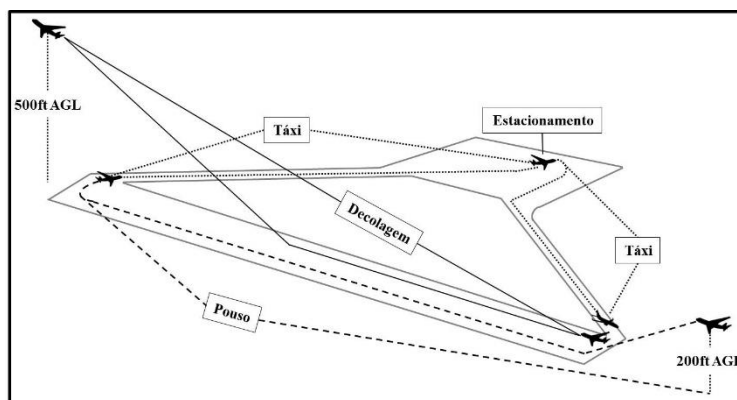 500ft AGL
Táxi
Estacionamento
Decolagem
Táxi
Pouso
200ft AGL